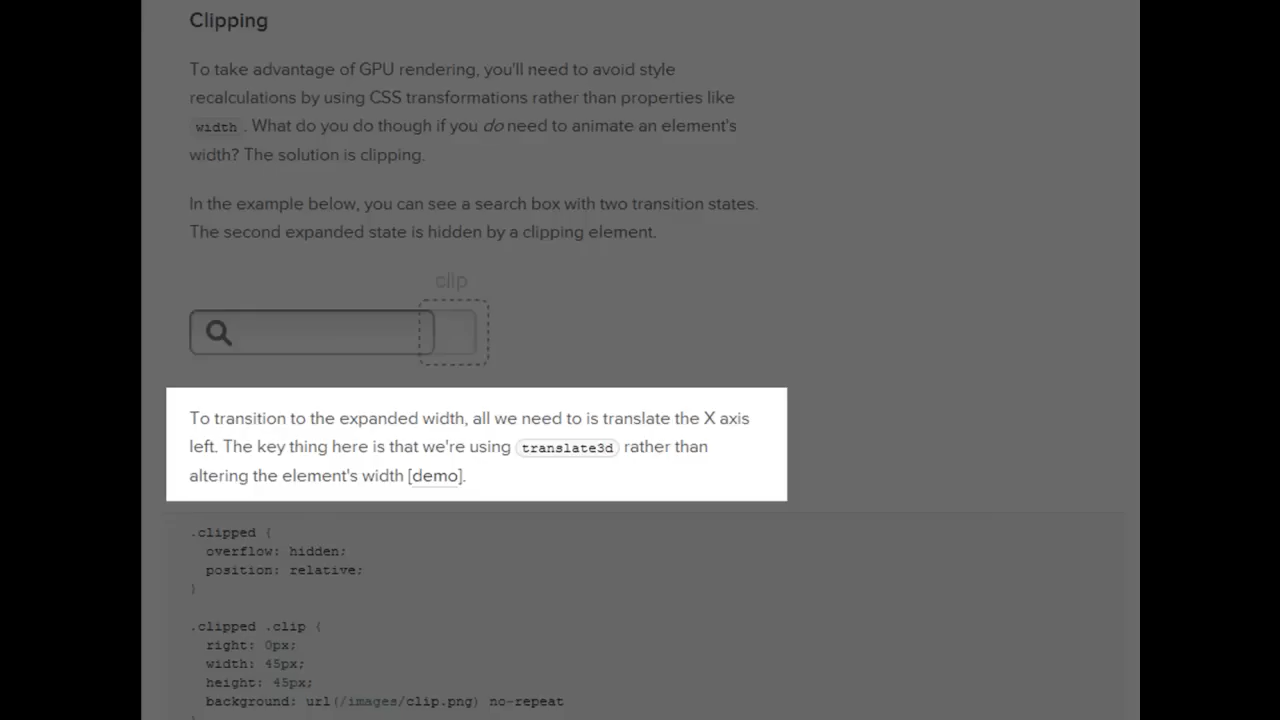 Clipping
To take advantage of GPU rendering, you'll need to avoid style
recalculations by using CSS transformations rather than properties like
width. What do you do though if you do need to animate an element's
width? The solution is clipping.
In the example below, you can see a search box with two transition states.
The second expanded state is hidden by a clipping element.
clip
To transition to the expanded width, all we need to is translate the X axis
left. The key thing here is that we're using translate3d rather than
altering the element's width [demo].
.clipped {
overflow: hidden;
position: relative;
}
.clipped .clip {
right: 0px;
width: 45px;
height: 45px;
background: url(/images/clip.png) no-repeat
}